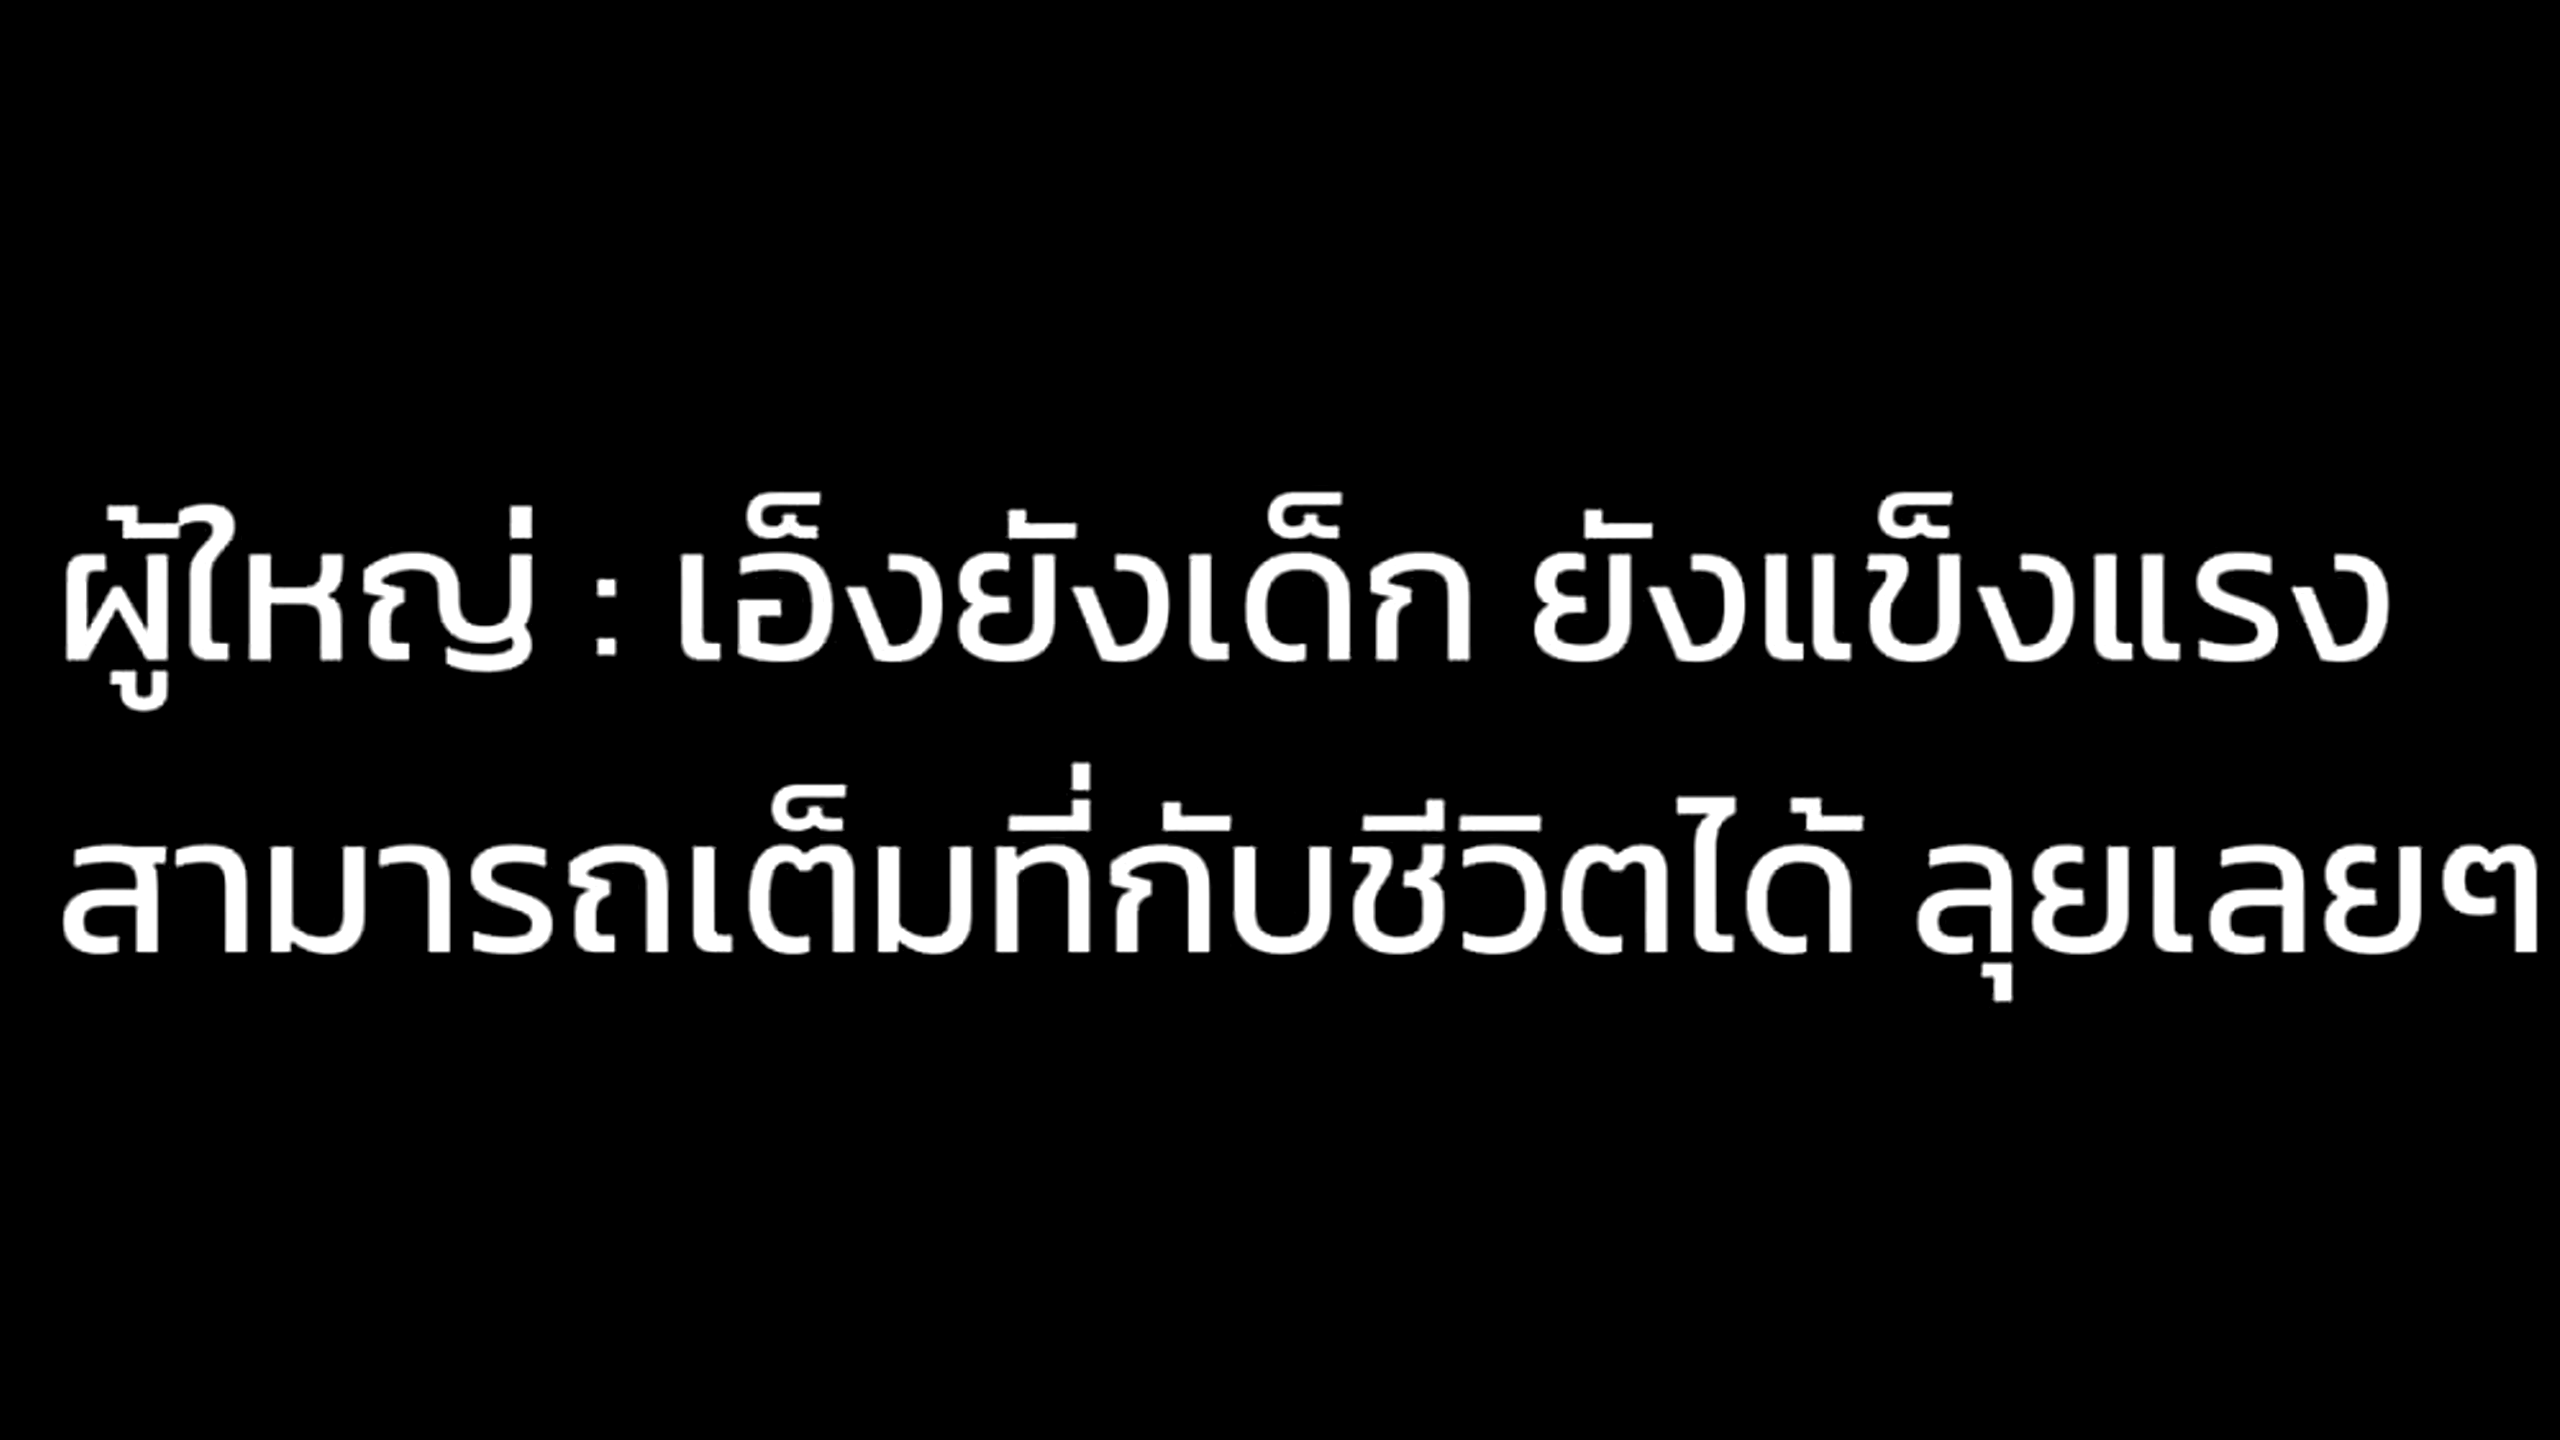 ผู้ใหญ่ : เอ็งยังเด็ก ยังแข็งแรง
สามารถเต็มที่กับชีวิตได้ ลุยเลยๆ